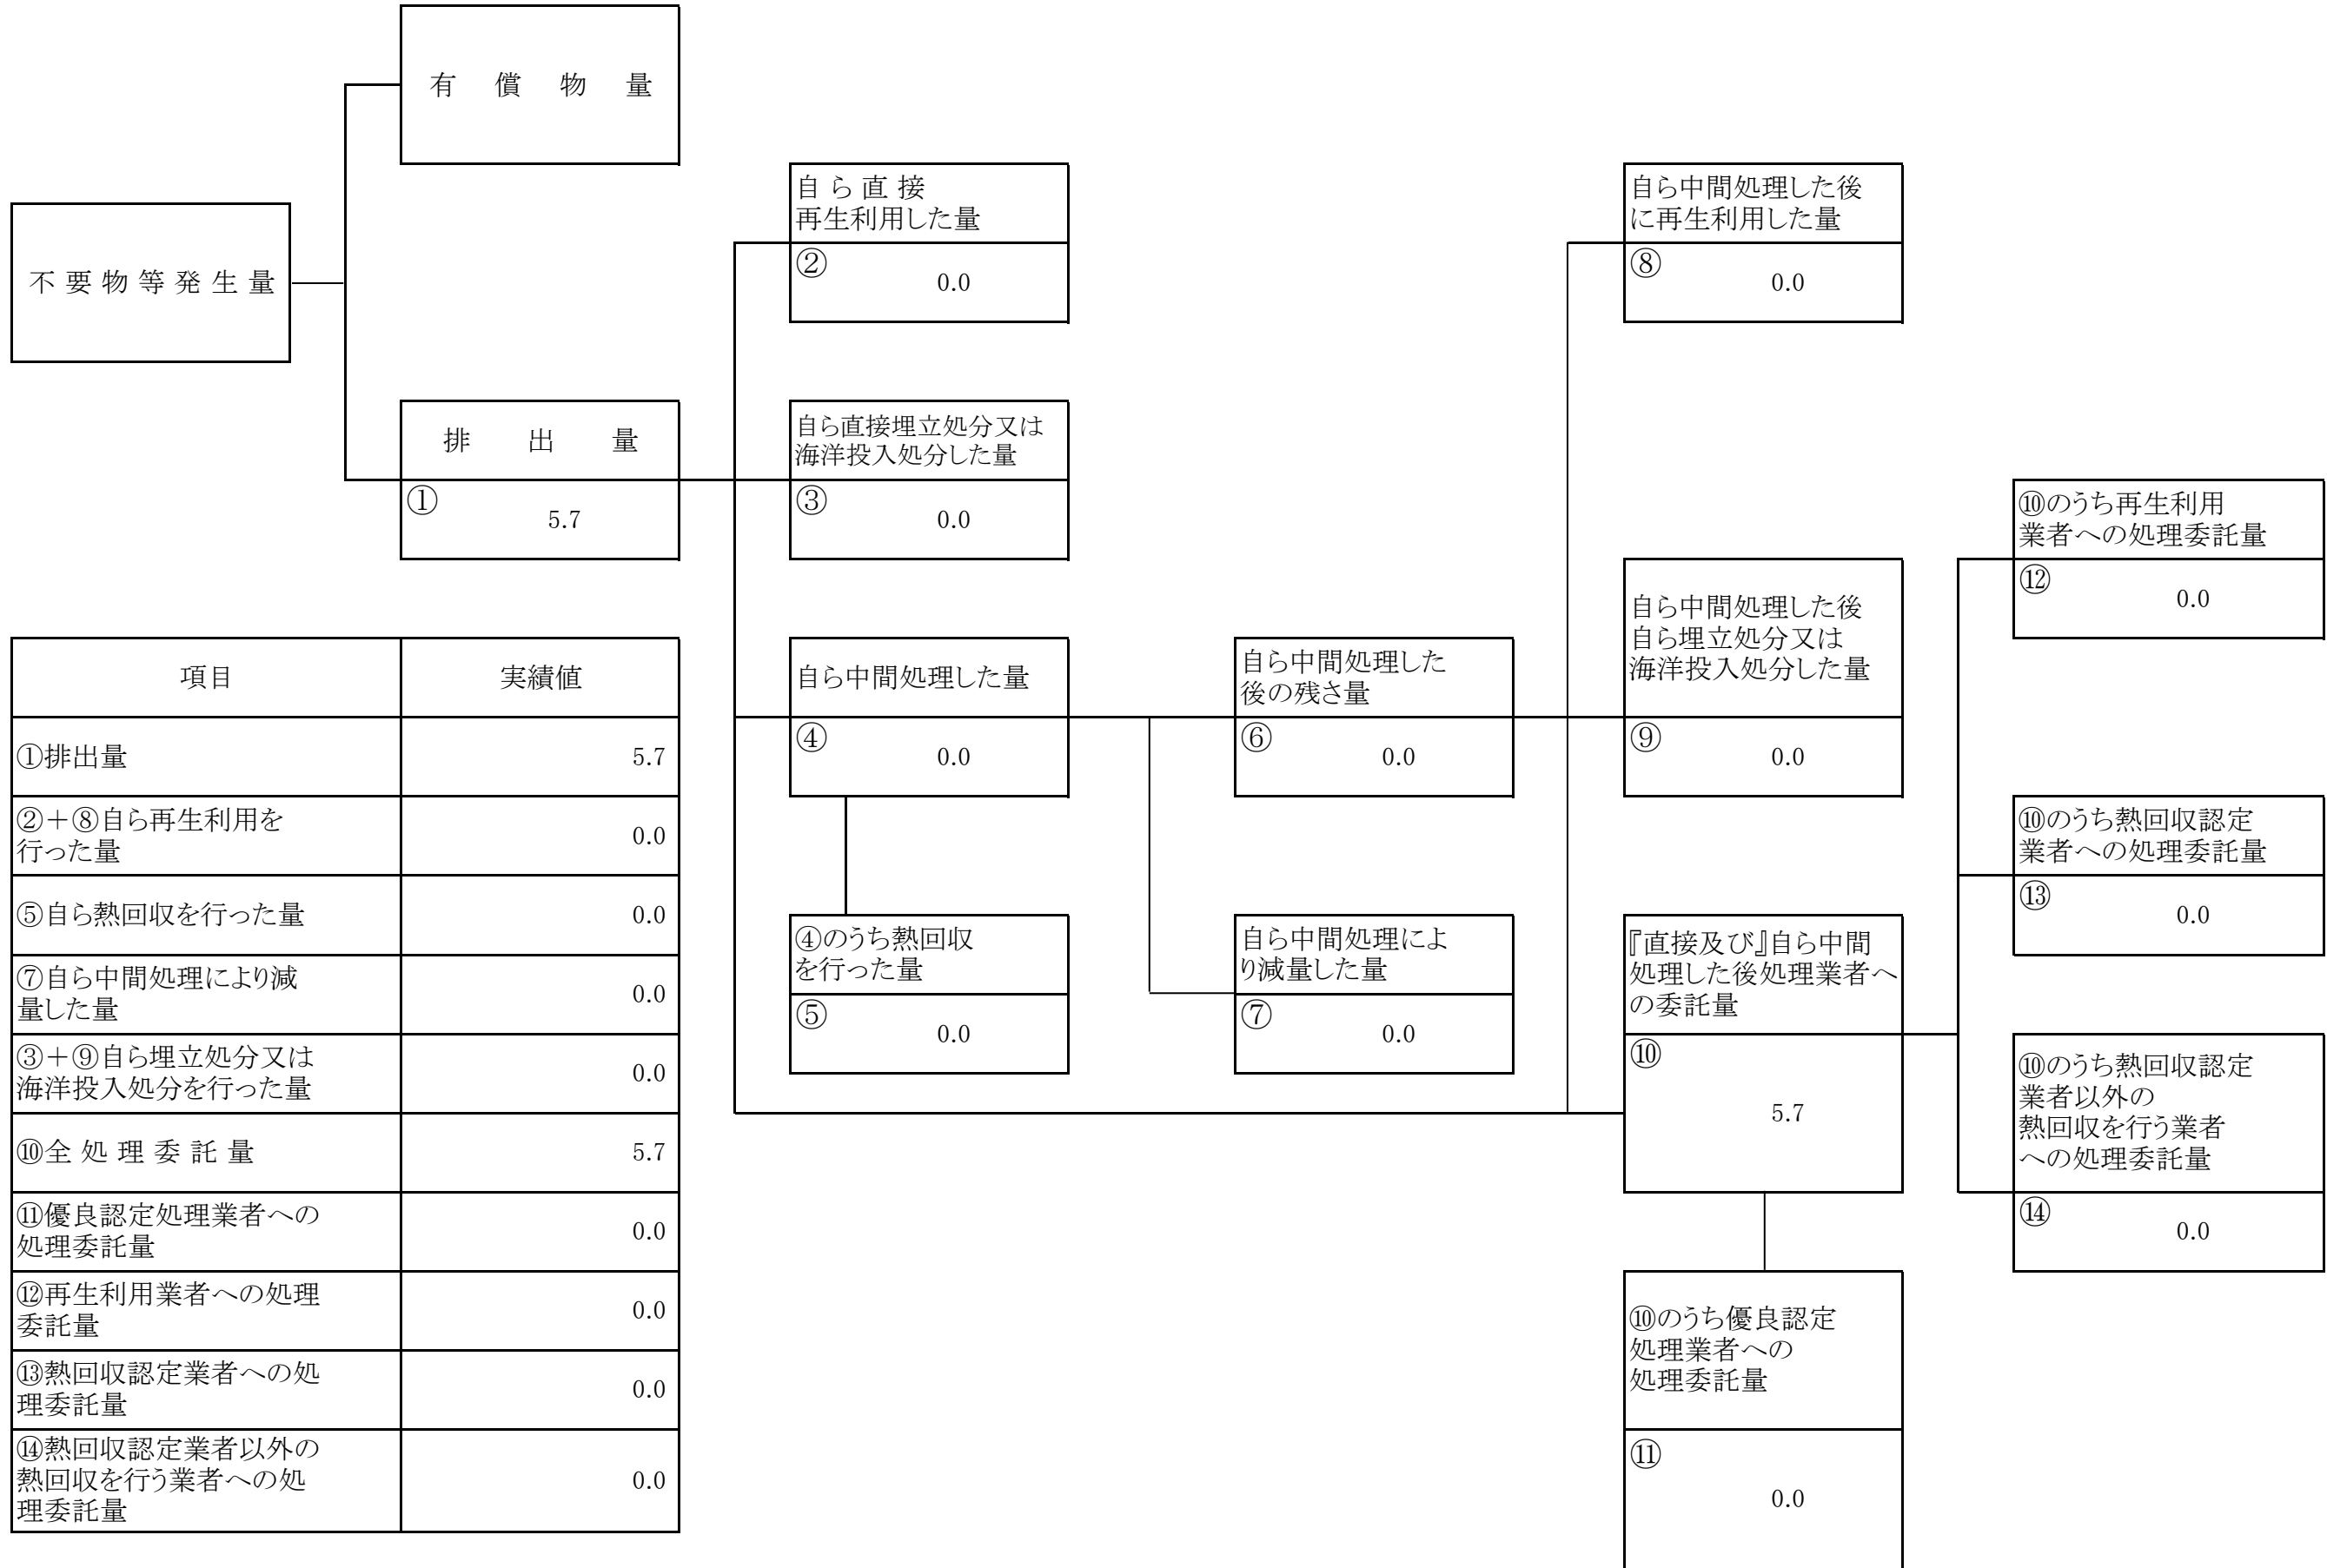 有償物量
不要物等発生量
排出量
①
5.7
自ら直接
再生利用した量
②
0.0
自ら直接埋立処分又は
海洋投入処分した量
③
0.0
自ら中間処理した量
④
0.0
④のうち熱回収
を行った量
⑤
0.0
自ら中間処理した
後の残さ量
⑥
0.0
自ら中間処理によ
り減量した量
⑦
0.0
自ら中間処理した後
に再生利用した量
⑧
0.0
自ら中間処理した後
自ら埋立処分又は
海洋投入処分した量
⑨
0.0
『直接及び』自ら中間
処理した後処理業者へ
の委託量
⑩
5.7
⑩のうち優良認定
処理業者への
処理委託量
⑪
0.0
⑩のうち再生利用
業者への処理委託量
⑫
0.0
⑩のうち熱回収認定
業者への処理委託量
⑬
0.0
⑩のうち熱回収認定
業者以外の
熱回収を行う業者
への処理委託量
⑭
0.0
項目 実績値
①排出量 5.7
②＋⑧自ら再生利用を
行った量 0.0
⑤自ら熱回収を行った量 0.0
⑦自ら中間処理により減
量した量 0.0
③＋⑨自ら埋立処分又は
海洋投入処分を行った量 0.0
⑩全処理委託量 5.7
⑪優良認定処理業者への
処理委託量 0.0
⑫再生利用業者への処理
委託量 0.0
⑬熱回収認定業者への処
理委託量 0.0
⑭熱回収認定業者以外の
熱回収を行う業者への処
理委託量 0.0